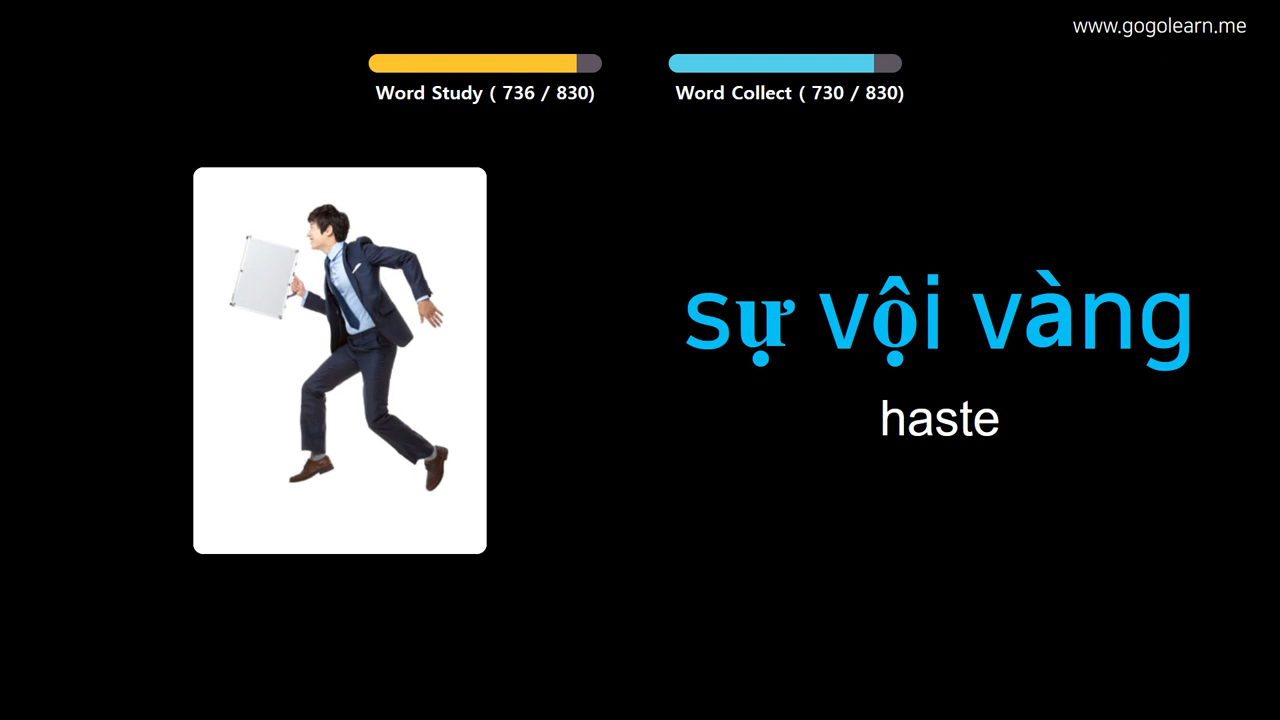 www.gogolearn.me
Word Study ( 736 / 830)
Word Collect ( 730 / 830)
sự vội vàng
haste